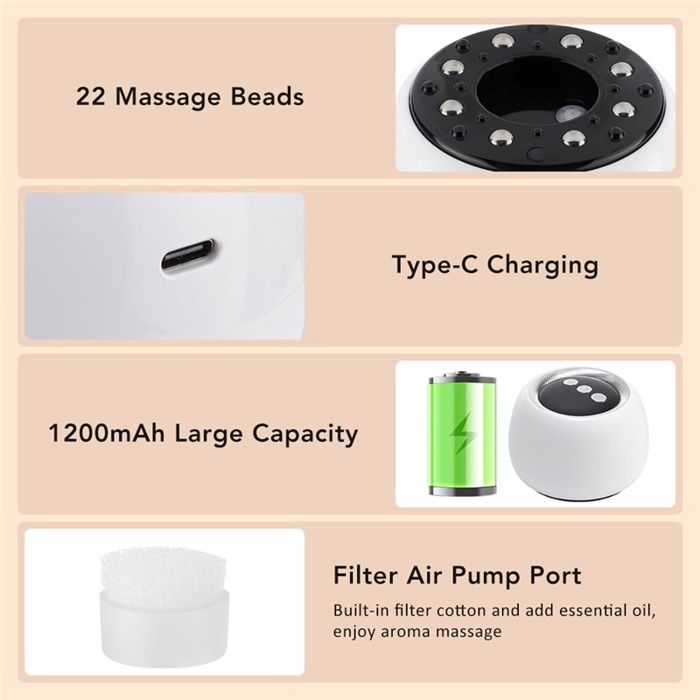 22 Massage Beads
Type-C Charging
1200mAh Large Capacity
Filter Air Pump Port
Built-in filter cotton and add essential oil,
enjoy aroma massage